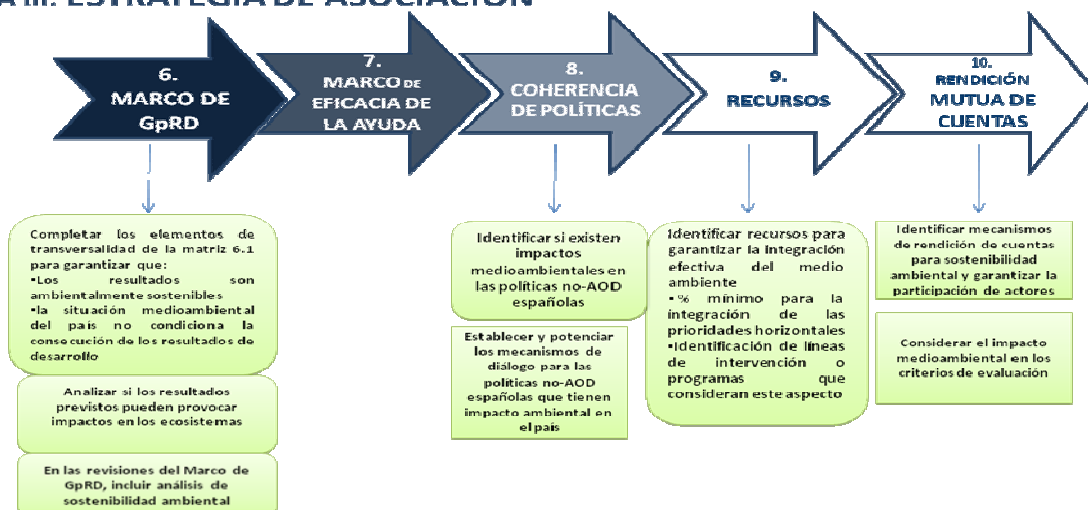 A III. ESTRATEGIA DE ASOCIACIÓN
6.
MARCO DE
GpRD
7.
MARCO DE
EFICACIA DE
LA AYUDA
8.
COHERENCIA
DE POLÍTICAS
9.
RECURSOS
10.
RENDICIÓN
MUTUA DE
CUENTAS
Completar los elementos de
transversalidad de la matriz 6.1
para garantizar que:
•Los resultados son
ambientalmente sostenibles
•la situación medioambiental
del país no condiciona la
consecución de los resultados de
desarrollo
Analizar si los resultados
previstos pueden provocar
impactos en los ecosistemas
En las revisiones del Marco de
GpRD, incluir análisis de
sostenibilidad ambiental
Identificar si existen
impactos
medioambientales en
las políticas no-AOD
españolas
Establecer y potenciar
los mecanismos de
diálogo para las
políticas no-AOD
españolas que tienen
impacto ambiental en
el país
Identificar recursos para
garantizar la integración
efectiva del medio
ambiente
•% mínimo para la
integración de las
prioridades horizontales
•Identificación de líneas
de intervención o
programas que
consideran este aspecto
Identificar mecanismos
de rendición de cuentas
para sostenibilidad
ambiental y garantizar la
participación de actores
Considerar el impacto
medioambiental en los
criterios de evaluación